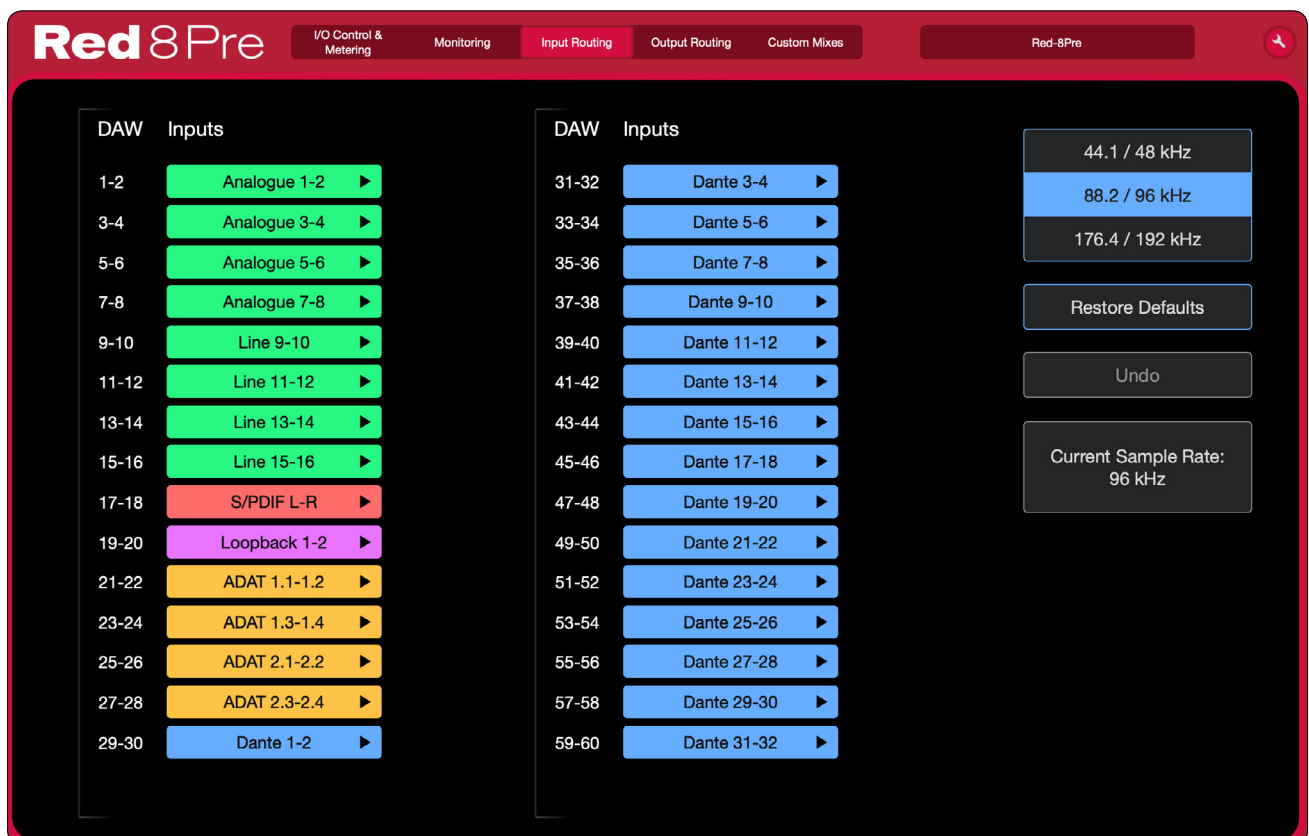 Red 8 Pre
I/O Control &
Metering
Monitoring
Input Routing
Output Routing
Custom Mixes
Red-8Pre
DAW Inputs
1-2 Analogue 1-2
3-4 Analogue 3-4
5-6 Analogue 5-6
7-8 Analogue 7-8
9-10 Line 9-10
11-12 Line 11-12
13-14 Line 13-14
15-16 Line 15-16
17-18 S/PDIF L-R
19-20 Loopback 1-2
21-22 ADAT 1.1-1.2
23-24 ADAT 1.3-1.4
25-26 ADAT 2.1-2.2
27-28 ADAT 2.3-2.4
29-30 Dante 1-2
DAW Inputs
31-32 Dante 3-4
33-34 Dante 5-6
35-36 Dante 7-8
37-38 Dante 9-10
39-40 Dante 11-12
41-42 Dante 13-14
43-44 Dante 15-16
45-46 Dante 17-18
47-48 Dante 19-20
49-50 Dante 21-22
51-52 Dante 23-24
53-54 Dante 25-26
55-56 Dante 27-28
57-58 Dante 29-30
59-60 Dante 31-32
44.1 / 48 kHz
88.2 / 96 kHz
176.4 / 192 kHz
Restore Defaults
Undo
Current Sample Rate:
96 kHz